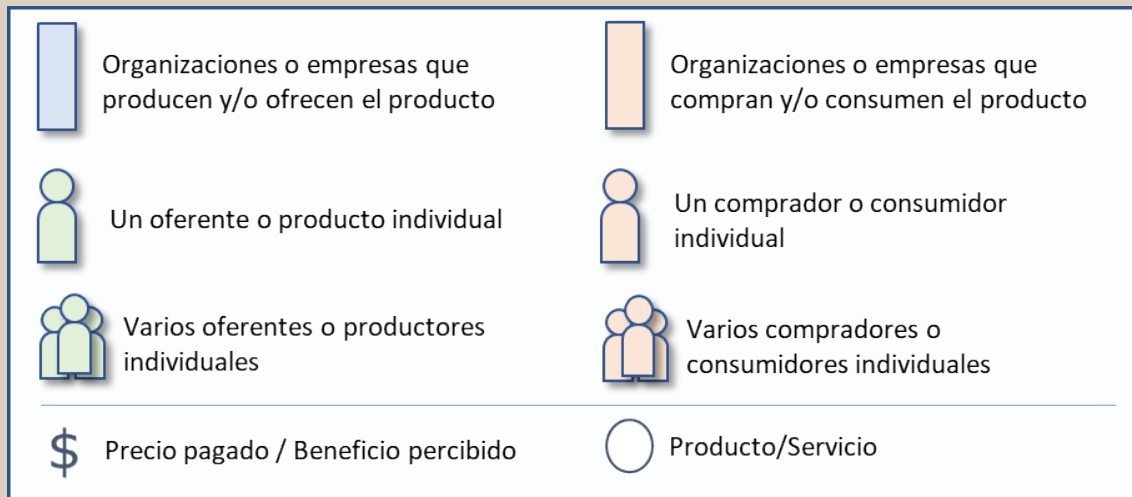 Organizaciones o empresas que
producen y/o ofrecen el producto
Organizaciones o empresas que
compran y/o consumen el producto
Un oferente o producto individual
Un comprador o consumidor
individual
Varios oferentes o productores
individuales
Varios compradores o
consumidores individuales
$ Precio pagado / Beneficio percibido
Producto/Servicio